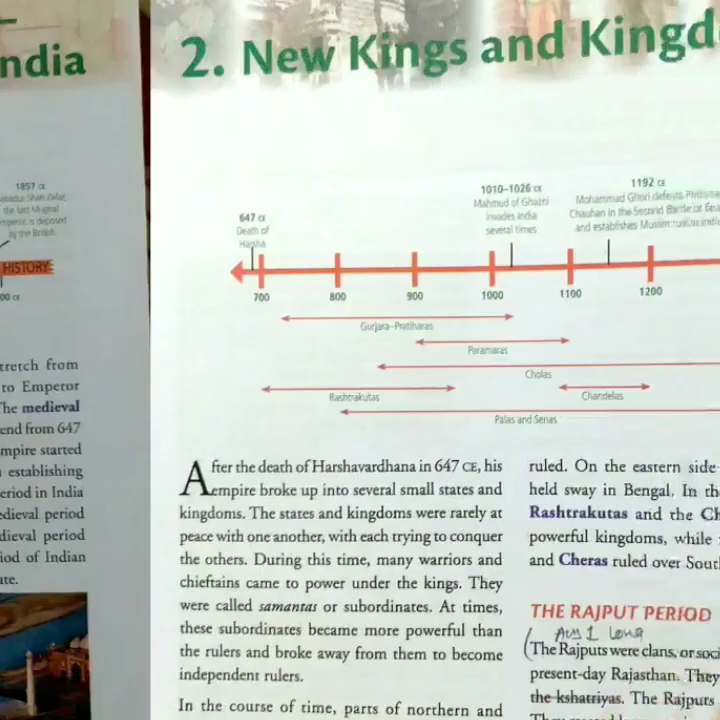 ndia
1857 CE
the last Mughal
emperor, is deposed
by the British
HISTORY
00 CE
tretch from
to Emperor
The medieval
end from 647
mpire started
establishing
eriod in India
dieval period
dieval period
iod of Indian
ate.
2. New Kings and Kingd
647 CE
Death of
Harsha
1010–1026 CE
Mahmud of Ghazni
invades India
several times
1192 CE
Mohammad Ghori defeats
Chauhan in the Second Battle of
and establishes Muslim
700 800 900 1000 1100 1200
Gurjara-Pratiharas
Paramaras
Cholas
Rashtrakutas
Chandelas
Palas and Senas
After the death of Harshavardhana in 647 CE, his
empire broke up into several small states and
kingdoms. The states and kingdoms were rarely at
peace with one another, with each trying to conquer
the others. During this time, many warriors and
chieftains came to power under the kings. They
were called samantas or subordinates. At times,
these subordinates became more powerful than
the rulers and broke away from them to become
independent rulers.
In the course of time, parts of northern and
ruled. On the eastern side
held sway in Bengal. In th
Rashtrakutas and the Ch
powerful kingdoms, while
and Cheras ruled over Sout
THE RAJPUT PERIOD
Ans 1 long
(The Rajputs were clans, or soci
present-day Rajasthan. They
the kshatriyas. The Rajputs